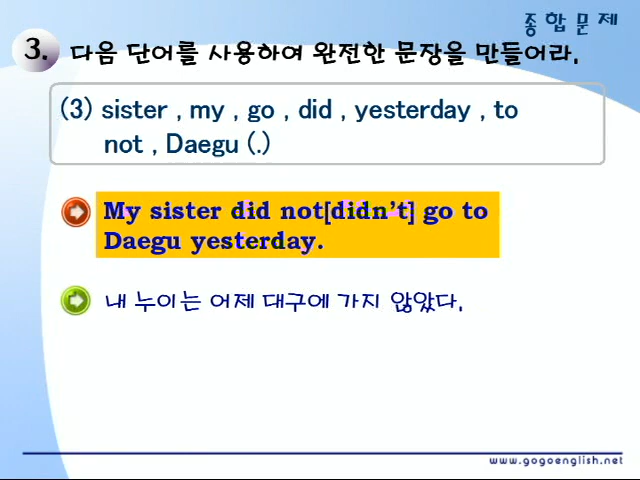 종합문제
3. 다음 단어를 사용하여 완전한 문장을 만들어라.
(3) sister , my , go , did , yesterday , to
not , Daegu (.)
My sister did not[didn't] go to
Daegu yesterday.
내 누이는 어제 대구에 가지 않았다.
www.gogoenglish.net